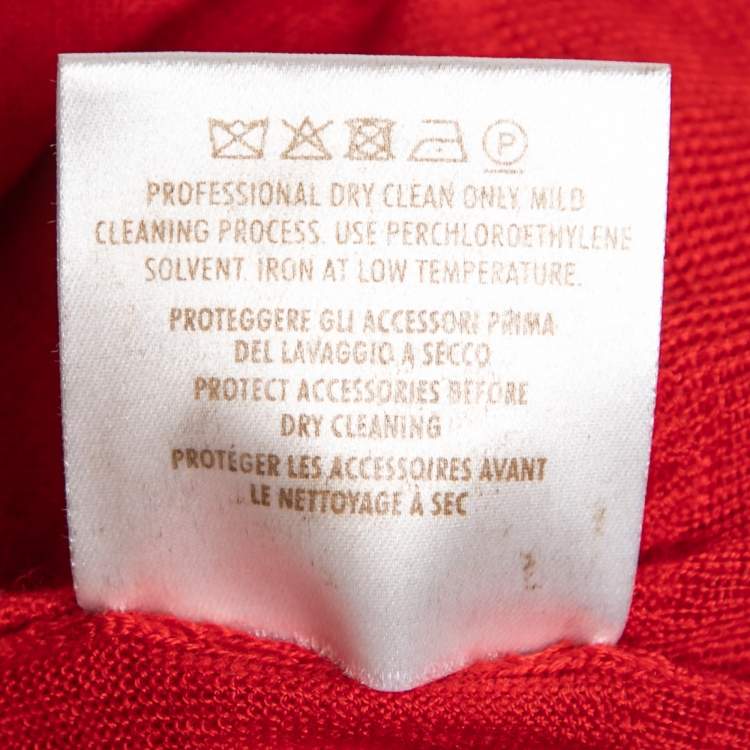 P
PROFESSIONAL DRY CLEAN ONLY, MILD
CLEANING PROCESS. USE PERCHLOROETHYLENE
SOLVENT. IRON AT LOW TEMPERATURE.
PROTEGGERE GLI ACCESSORI PRIMA
DEL LAVAGGIO A SECCO
PROTECT ACCESSORIES BEFORE
DRY CLEANING
PROTÉGER LES ACCESSOIRES AVANT
LE NETTOYAGE À SEC